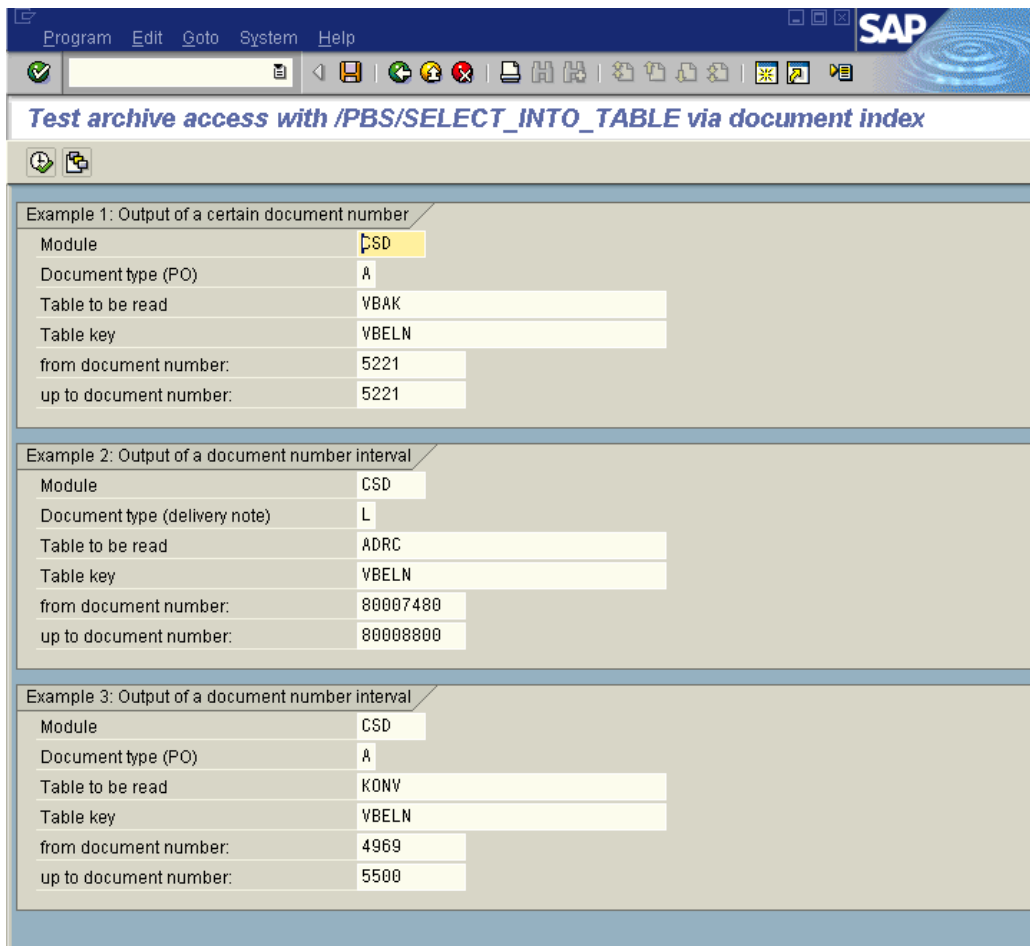 Program Edit Goto System Help
SAP
Test archive access with /PBS/SELECT_INTO_TABLE via document index
Example 1: Output of a certain document number
Module CSD
Document type (PO) A
Table to be read VBAK
Table key VBELN
from document number: 5221
up to document number: 5221
Example 2: Output of a document number interval
Module CSD
Document type (delivery note) L
Table to be read ADRC
Table key VBELN
from document number: 80007480
up to document number: 80008800
Example 3: Output of a document number interval
Module CSD
Document type (PO) A
Table to be read KONV
Table key VBELN
from document number: 4969
up to document number: 5500